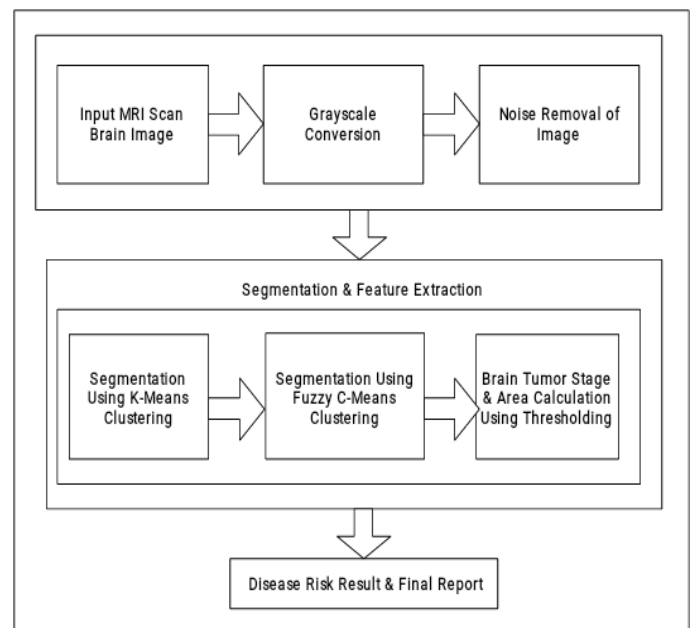 Input MRI Scan
Brain Image
Grayscale
Conversion
Noise Removal of
Image
Segmentation & Feature Extraction
Segmentation
Using K-Means
Clustering
Segmentation Using
Fuzzy C-Means
Clustering
Brain Tumor Stage
& Area Calculation
Using Thresholding
Disease Risk Result & Final Report